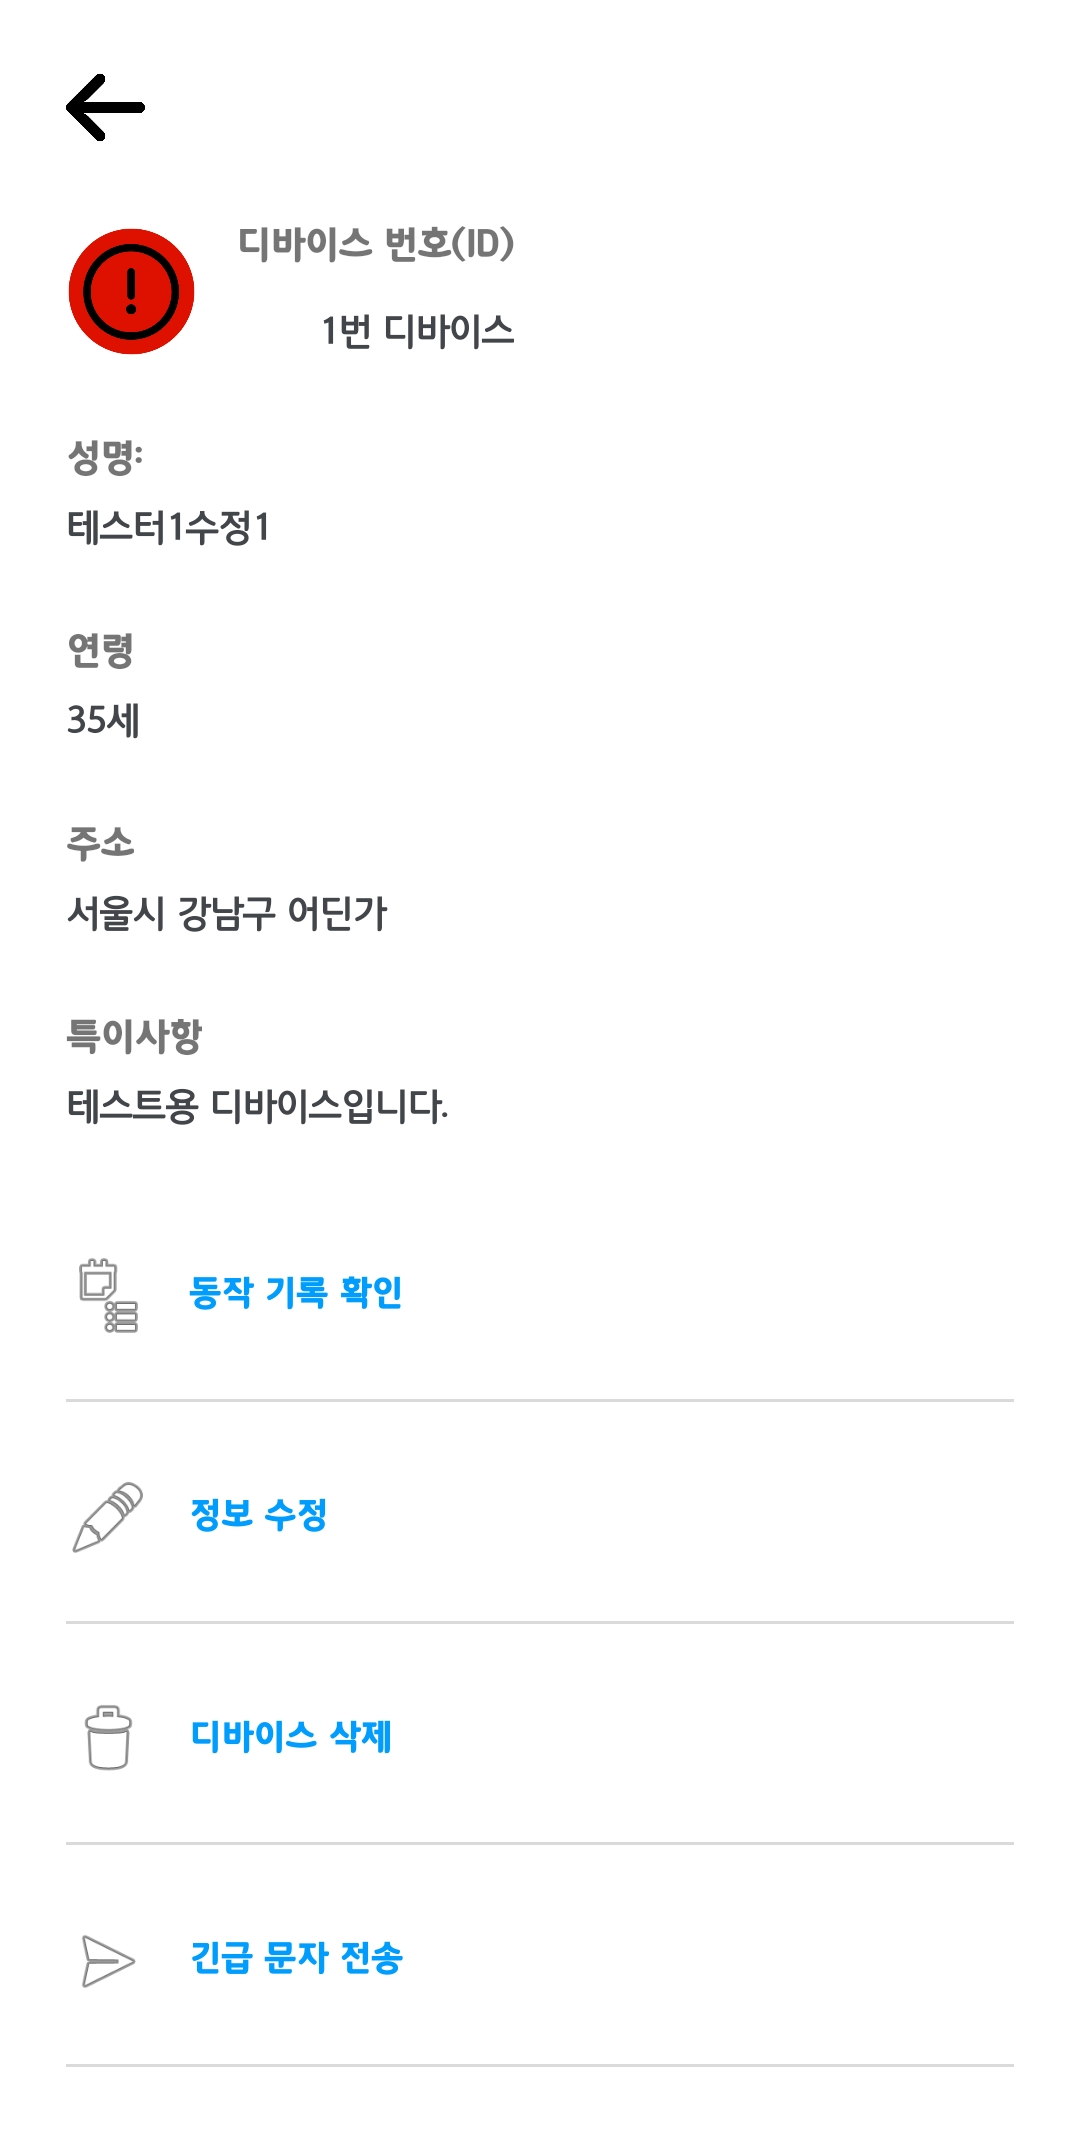 디바이스 번호(ID)
1번 디바이스
성명:
테스터1수정1
연령
35세
주소
서울시 강남구 어딘가
특이사항
테스트용 디바이스입니다.
동작 기록 확인
정보 수정
디바이스 삭제
긴급 문자 전송